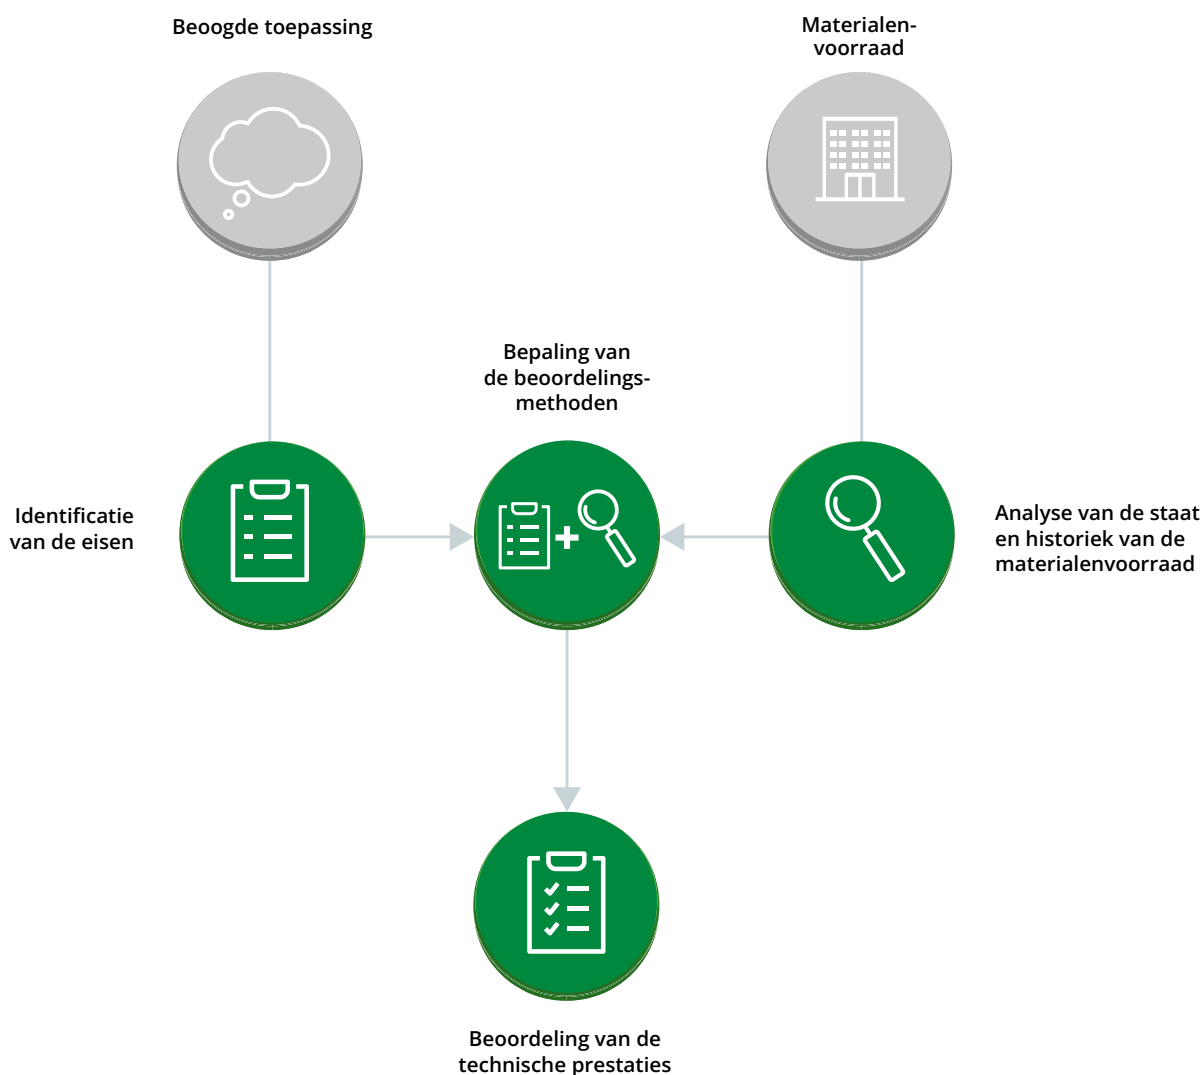 Beoogde toepassing
Materialen-
voorraad
Bepaling van
de beoordelings-
methoden
Identificatie
van de eisen
Analyse van de staat
en historiek van de
materialenvoorraad
Beoordeling van de
technische prestaties